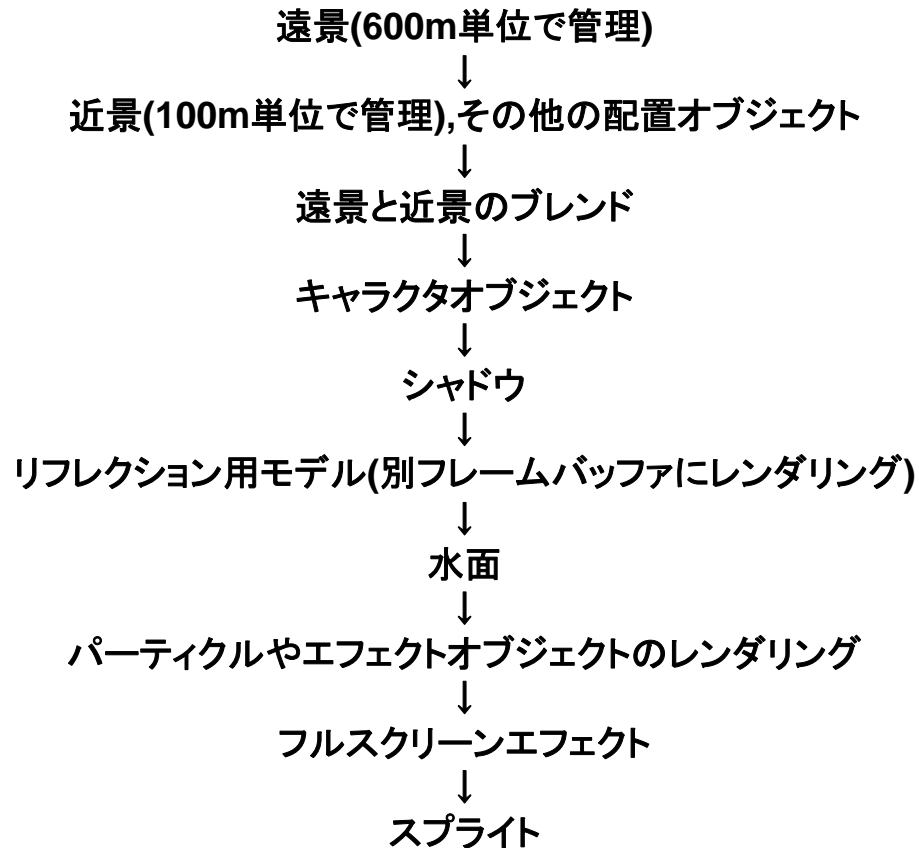 遠景(600m単位で管理)
↓
近景(100m単位で管理),その他の配置オブジェクト
↓
遠景と近景のブレンド
↓
キャラクタオブジェクト
↓
シャドウ
↓
リフレクション用モデル(別フレームバッファにレンダリング)
↓
水面
↓
パーティクルやエフェクトオブジェクトのレンダリング
↓
フルスクリーンエフェクト
↓
スプライト